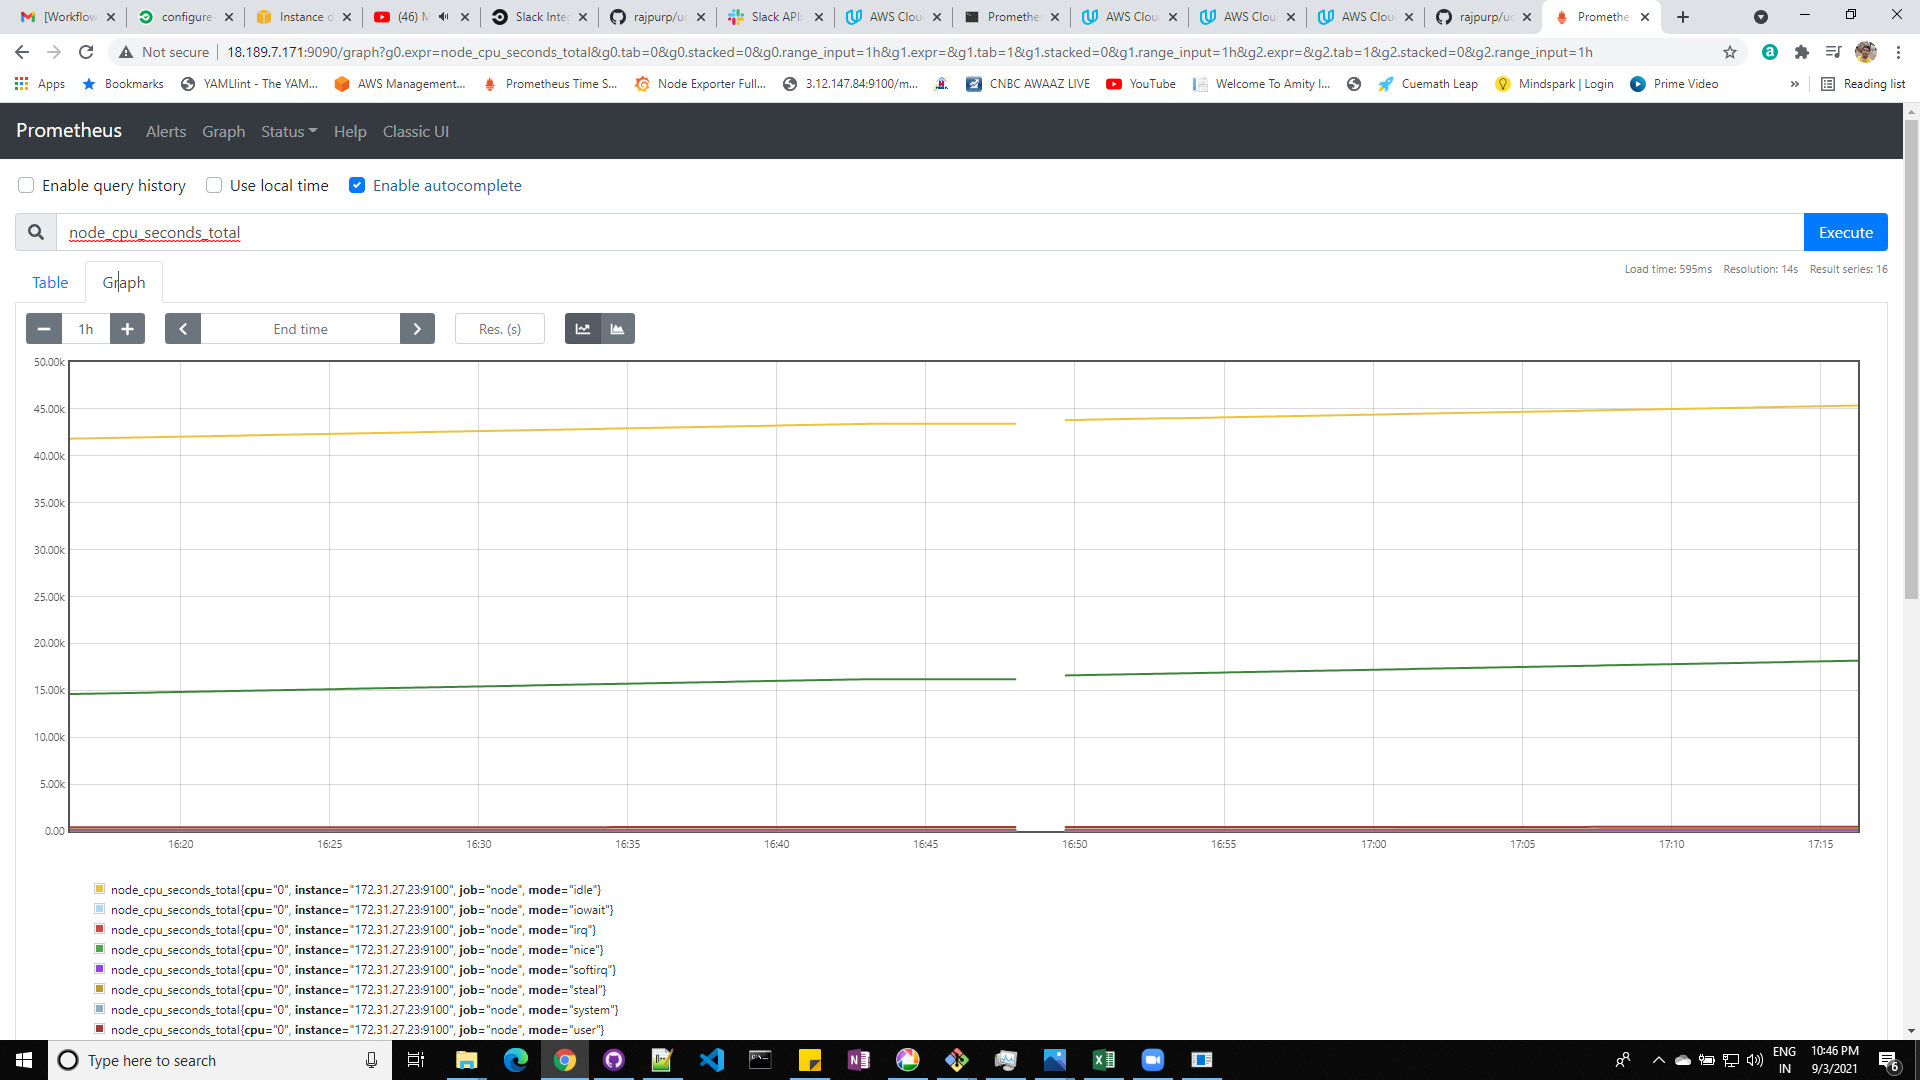 [Workflow
configure
Instance d
(46) M
Slack Inte
rajpurp/uc
Slack API:
AWS Clou
Promethe
AWS Clou
AWS Clou
AWS Clou
rajpurp/uc
Promethe
Not secure
18.189.7.171:9090/graph?g0.expr=node_cpu_seconds_total&g0.tab=0&g0.stacked=0&g0.range_input=1h&g1.expr=&g1.tab=1&g1.stacked=0&g1.range_input=1h&g2.expr=&g2.tab=1&g2.stacked=0&g2.range_input=1h
Apps
Bookmarks
YAMLlint - The YAM...
AWS Management...
Prometheus Time S...
Node Exporter Full...
3.12.147.84:9100/m...
CNBC AWAAZ LIVE
YouTube
Welcome To Amity I...
Cuemath Leap
Mindspark | Login
Prime Video
»
Reading list
Prometheus
Alerts
Graph
Status
Help
Classic UI
Enable query history
Use local time
Enable autocomplete
node_cpu_seconds_total
Execute
Table
Graph
Load time: 595ms Resolution: 14s Result series: 16
1h
End time
Res. (s)
50.00k
45.00k
40.00k
35.00k
30.00k
25.00k
20.00k
15.00k
10.00k
5.00k
0.00
16:20
16:25
16:30
16:35
16:40
16:45
16:50
16:55
17:00
17:05
17:10
17:15
node_cpu_seconds_total{cpu="0", instance="172.31.27.23:9100", job="node", mode="idle"}
node_cpu_seconds_total{cpu="0", instance="172.31.27.23:9100", job="node", mode="iowait"}
node_cpu_seconds_total{cpu="0", instance="172.31.27.23:9100", job="node", mode="irq"}
node_cpu_seconds_total{cpu="0", instance="172.31.27.23:9100", job="node", mode="nice"}
node_cpu_seconds_total{cpu="0", instance="172.31.27.23:9100", job="node", mode="softirq"}
node_cpu_seconds_total{cpu="0", instance="172.31.27.23:9100", job="node", mode="steal"}
node_cpu_seconds_total{cpu="0", instance="172.31.27.23:9100", job="node", mode="system"}
node_cpu_seconds_total{cpu="0", instance="172.31.27.23:9100", job="node", mode="user"}
Type here to search
ENG
IN
10:46 PM
9/3/2021
6